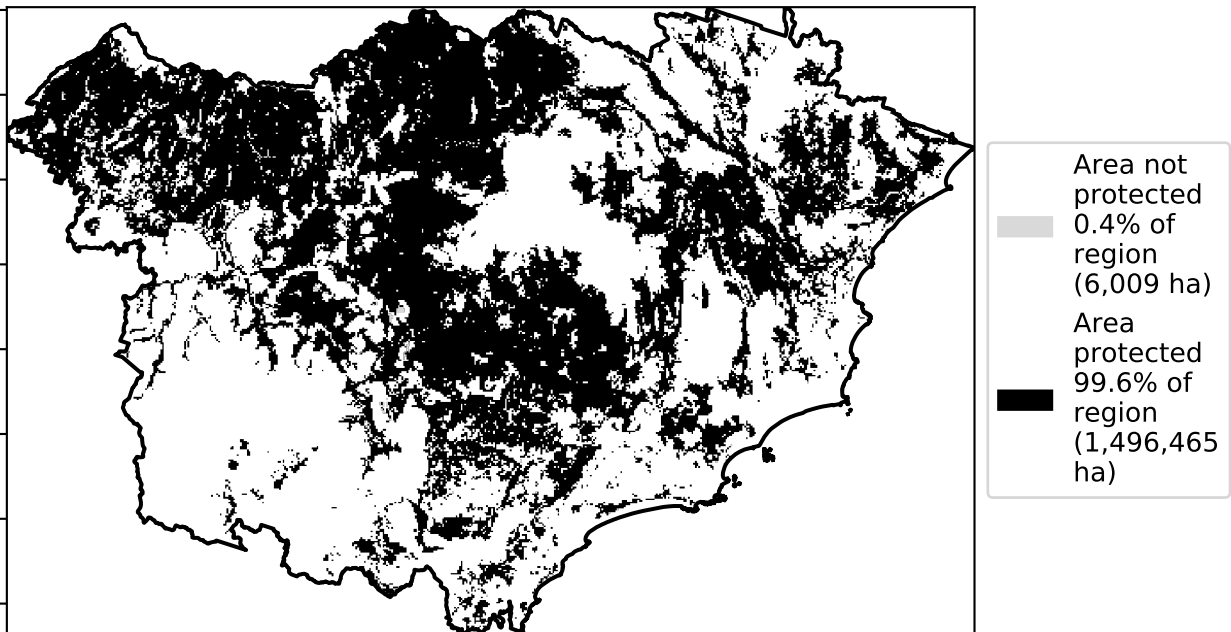 Area not
protected
0.4% of
region
(6,009 ha)
Area
protected
99.6% of
region
(1,496,465
ha)